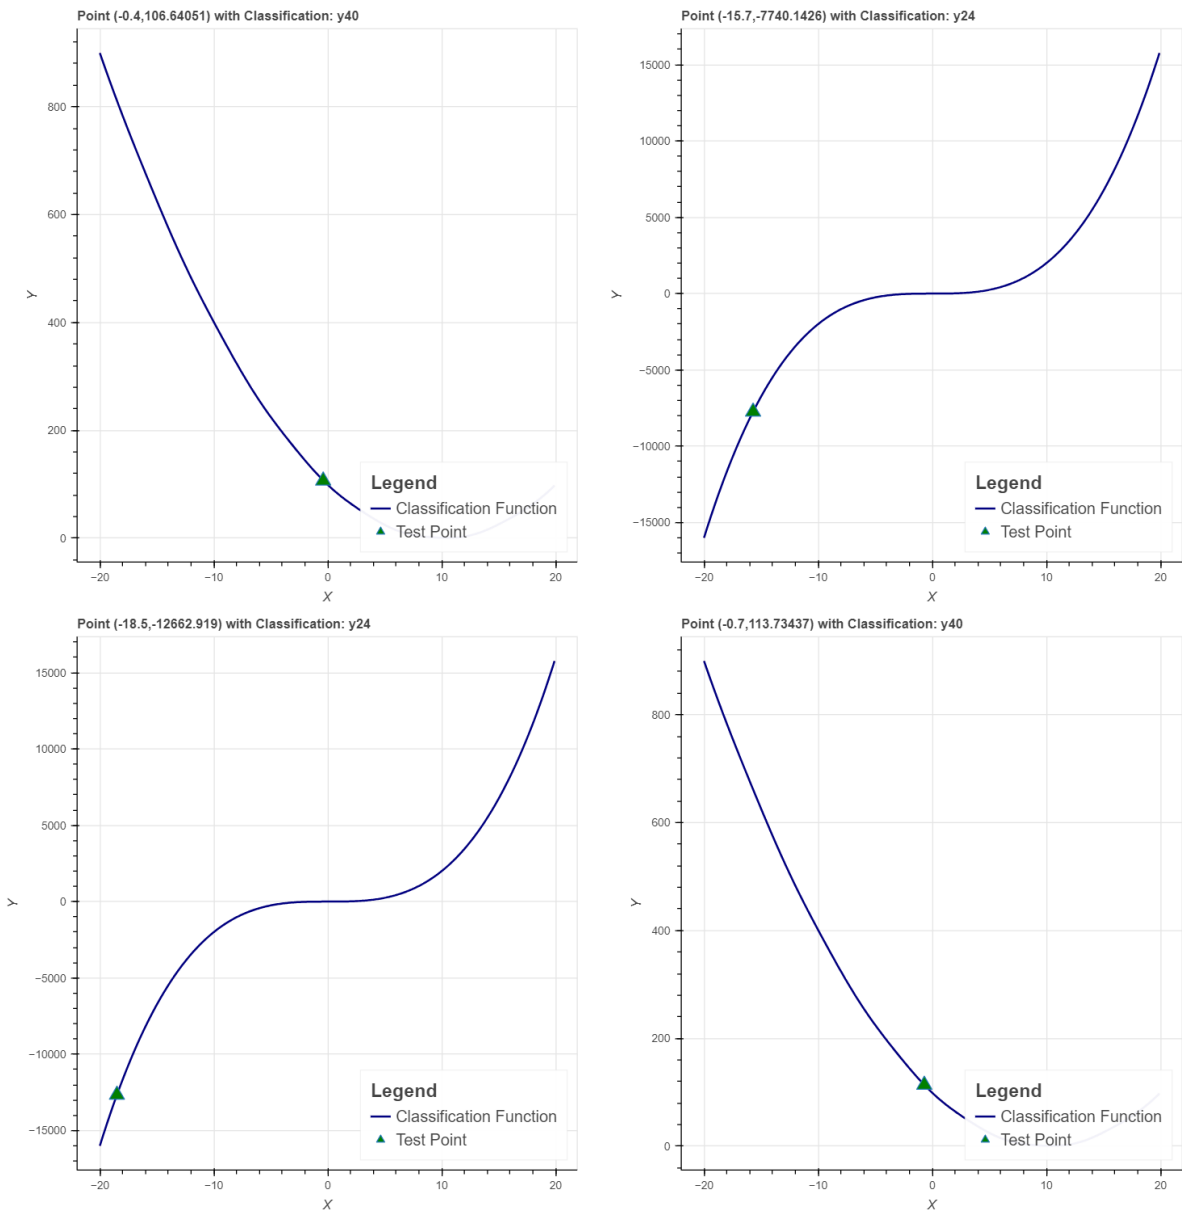 Point (-0.4,106.64051) with Classification: y40
800
600
400
200
0
Y
−20
−10
0
10
20
X
Legend
Classification Function
Test Point
Point (-15.7,-7740.1426) with Classification: y24
15000
10000
5000
0
−5000
−10000
−15000
Y
−20
−10
0
10
20
X
Legend
Classification Function
Test Point
Point (-18.5,-12662.919) with Classification: y24
15000
10000
5000
0
−5000
−10000
−15000
Y
−20
−10
0
10
20
X
Legend
Classification Function
Test Point
Point (-0.7,113.73437) with Classification: y40
800
600
400
200
0
Y
−20
−10
0
10
20
X
Legend
Classification Function
Test Point